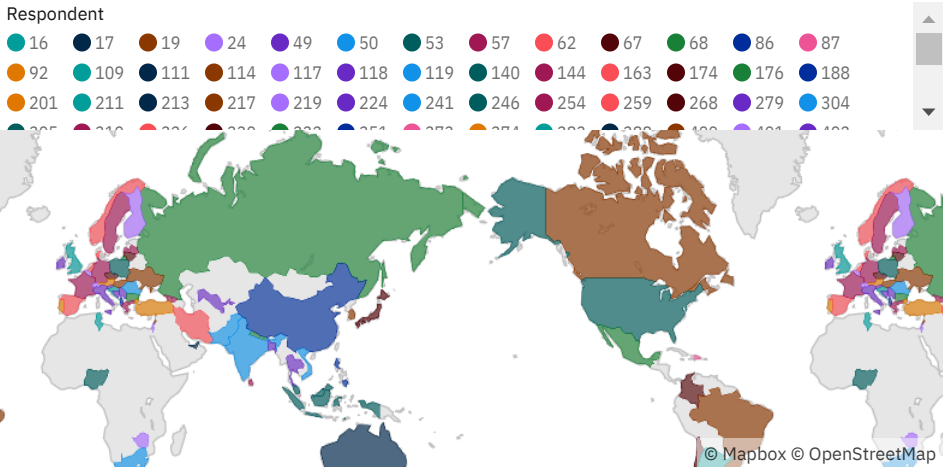 Respondent
16 17 19 24 49 50 53 57 62 67 68 86 87
92 109 111 114 117 118 119 140 144 163 174 176 188
201 211 213 217 219 224 241 246 254 259 268 279 304
© Mapbox © OpenStreetMap